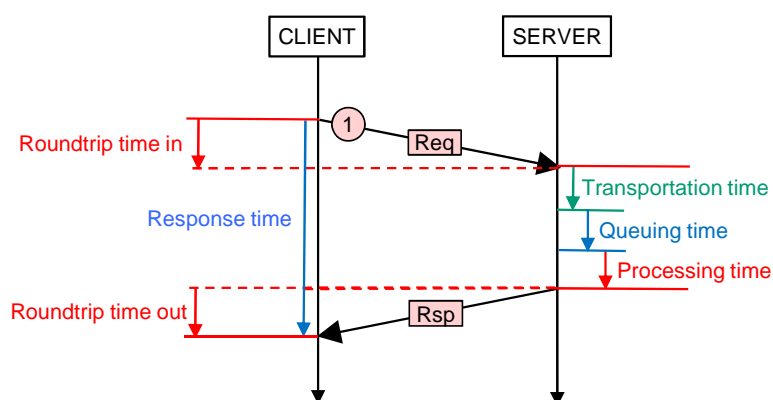 CLIENT
SERVER
1
Req
Roundtrip time in
Transportation time
Response time
Queuing time
Processing time
Roundtrip time out
Rsp